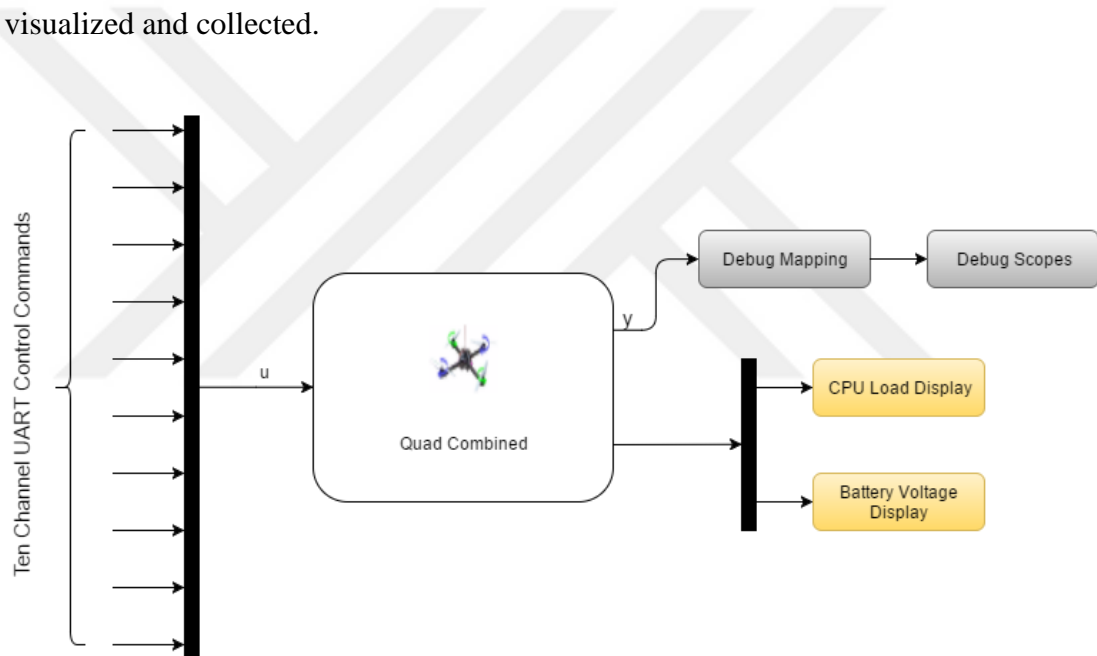 visualized and collected.
Ten Channel UART Control Commands
u
Quad Combined
y
Debug Mapping
Debug Scopes
CPU Load Display
Battery Voltage
Display